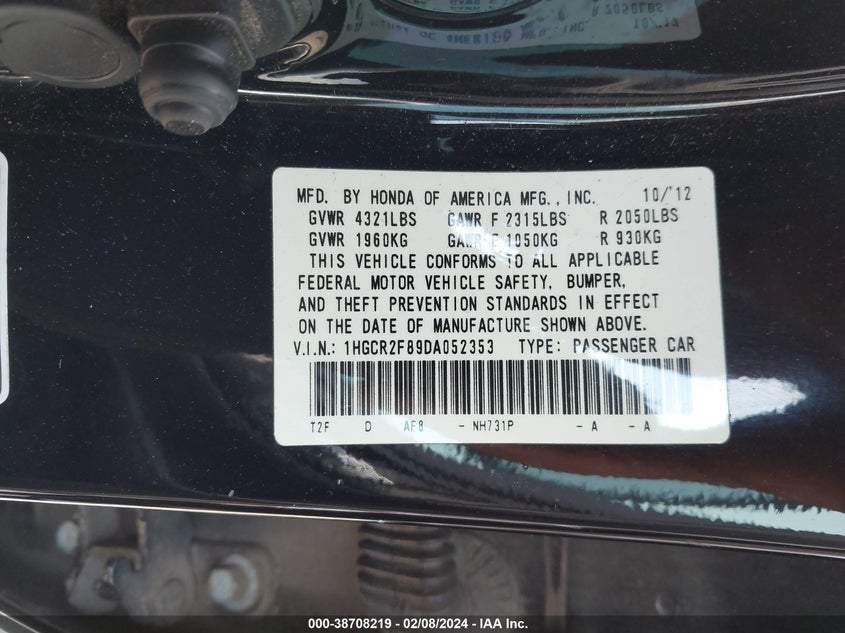 R 2050LBS
10/'12
MFD. BY HONDA OF AMERICA MFG., INC. 10/'12
GVWR 4321LBS GAWR F 2315LBS R 2050LBS
GVWR 1960KG GAWR F 1050KG R 930KG
THIS VEHICLE CONFORMS TO ALL APPLICABLE
FEDERAL MOTOR VEHICLE SAFETY, BUMPER,
AND THEFT PREVENTION STANDARDS IN EFFECT
ON THE DATE OF MANUFACTURE SHOWN ABOVE.
V.I.N.: 1HGCR2F89DA052353 TYPE: PASSENGER CAR
T2F D AF8 - NH731P - A - A
000-38708219 - 02/08/2024 - IAA Inc.